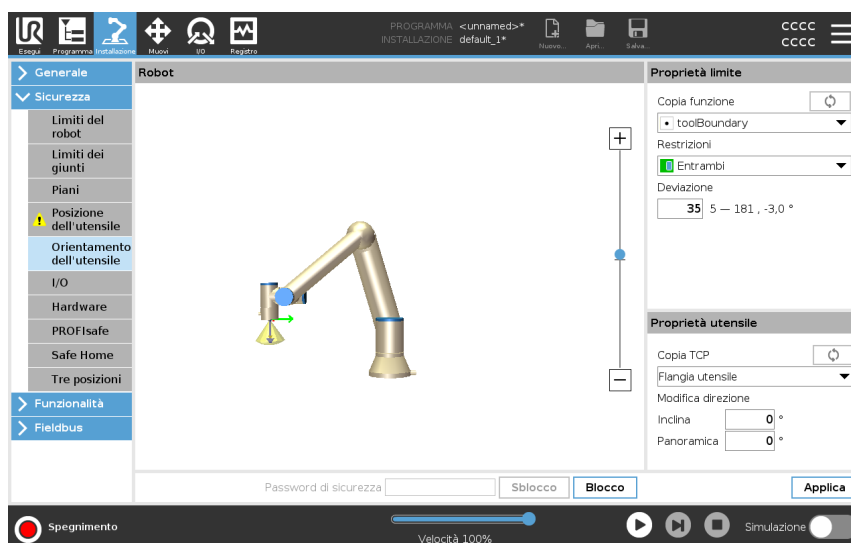 UR
Esegui
Programma
Installazione
Muovi
I/O
Registro
PROGRAMMA <unnamed>*
INSTALLAZIONE default_1*
Nuovo...
Apri...
Salva...
CCCC
CCCC
Generale
Sicurezza
Limiti del
robot
Limiti dei
giunti
Piani
Posizione
dell'utensile
Orientamento
dell'utensile
I/O
Hardware
PROFIsafe
Safe Home
Tre posizioni
Funzionalità
Fieldbus
Robot
Proprietà limite
Copia funzione
toolBoundary
Restrizioni
Entrambi
Deviazione
35 5 — 181 , -3,0 °
Proprietà utensile
Copia TCP
Flangia utensile
Modifica direzione
Inclina 0 °
Panoramica 0 °
Password di sicurezza Sblocco Blocco Applica
Spegnimento
Velocità 100%
Simulazione